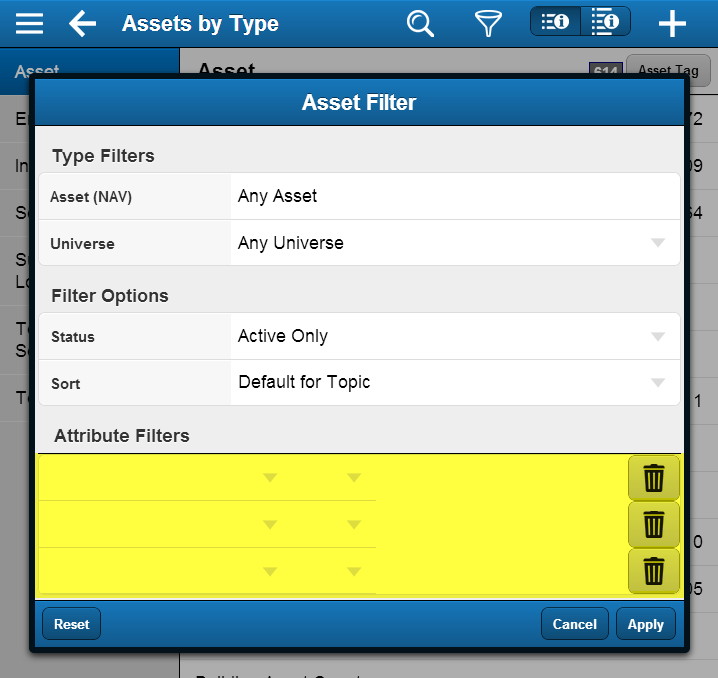 Assets by Type
Asset
Asset
614
Asset Tag
Asset Filter
Type Filters
Asset (NAV)
Any Asset
Universe
Any Universe
Filter Options
Status
Active Only
Sort
Default for Topic
Attribute Filters
Reset
Cancel
Apply